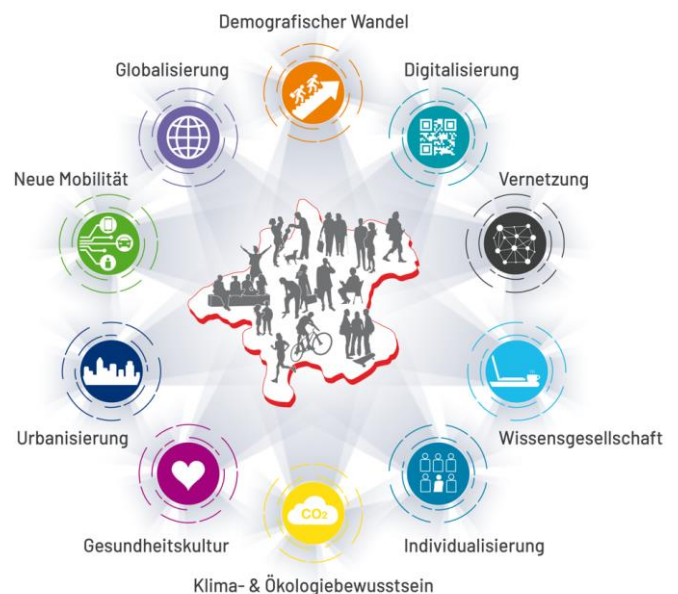 Demografischer Wandel
Globalisierung
Digitalisierung
Neue Mobilität
Vernetzung
Urbanisierung
Wissensgesellschaft
Gesundheitskultur
CO2
Individualisierung
Klima- & Ökologiebewusstsein